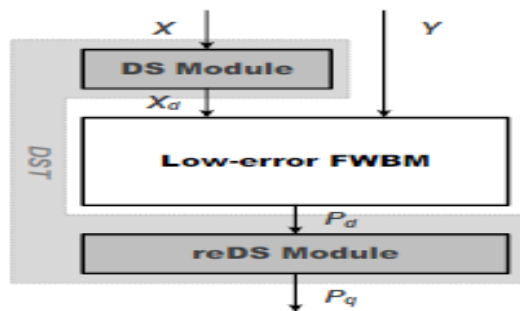 X Y
DS Module
Xd
DST
Low-error FWBM
Pd
reDS Module
Pq